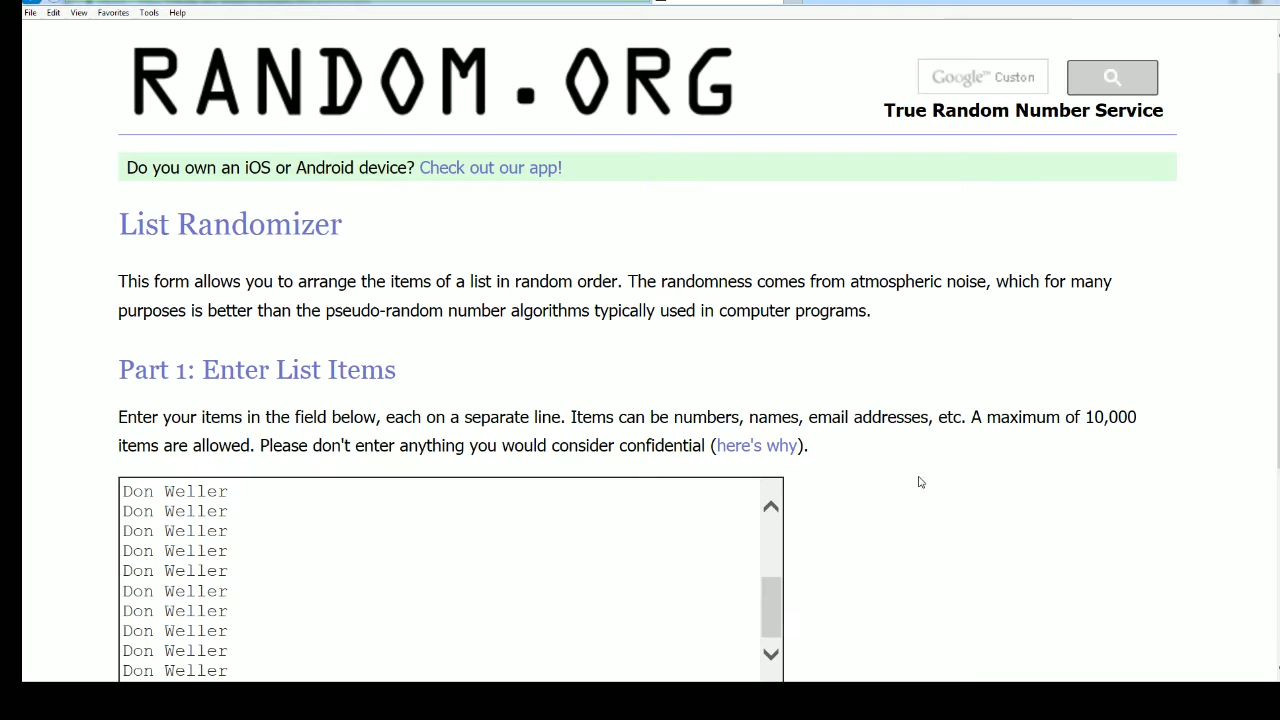 File Edit View Favorites Tools Help
RANDOM.ORG
Google™ Custon
True Random Number Service
Do you own an iOS or Android device? Check out our app!
List Randomizer
This form allows you to arrange the items of a list in random order. The randomness comes from atmospheric noise, which for many
purposes is better than the pseudo-random number algorithms typically used in computer programs.
Part 1: Enter List Items
Enter your items in the field below, each on a separate line. Items can be numbers, names, email addresses, etc. A maximum of 10,000
items are allowed. Please don't enter anything you would consider confidential (here's why).
Don Weller
Don Weller
Don Weller
Don Weller
Don Weller
Don Weller
Don Weller
Don Weller
Don Weller
Don Weller